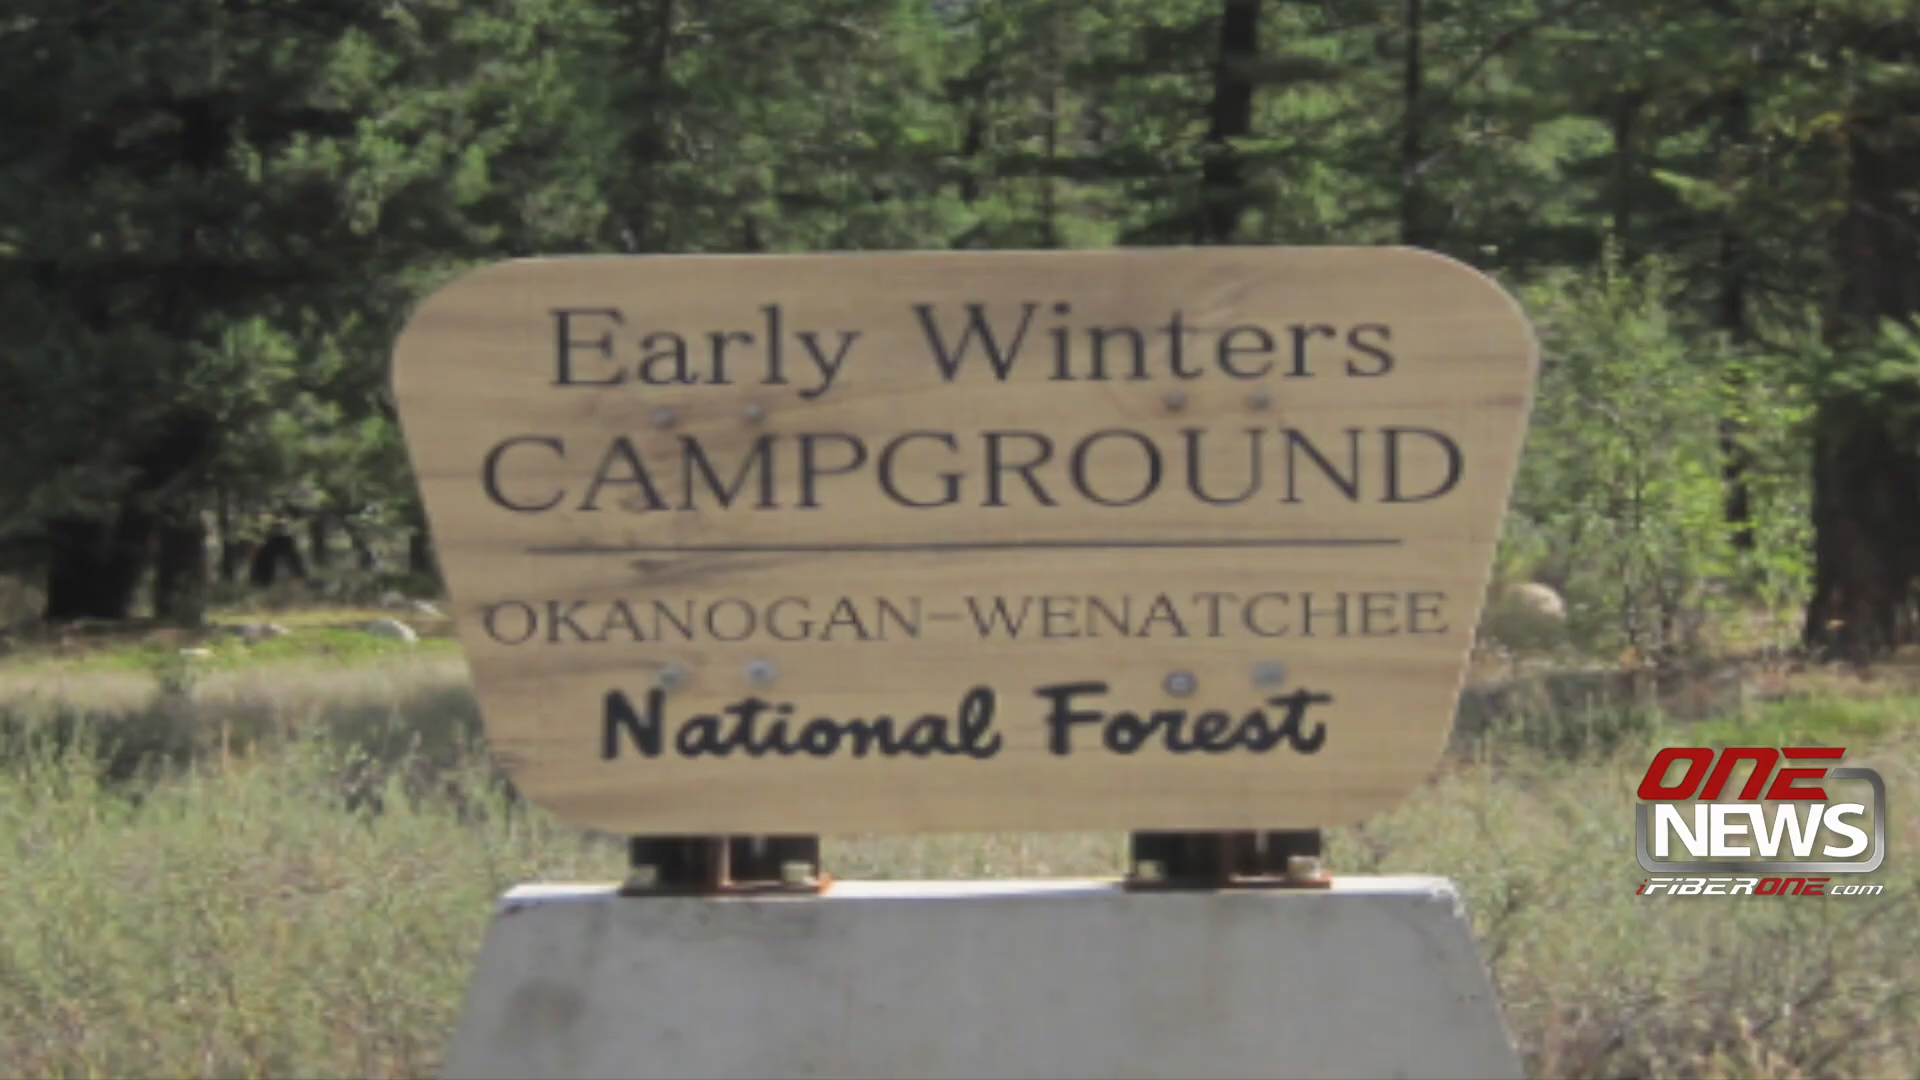 Early Winters
CAMPGROUND
OKANOGAN-WENATCHEE
National Forest
ONE
NEWS
iFIBERONE.com